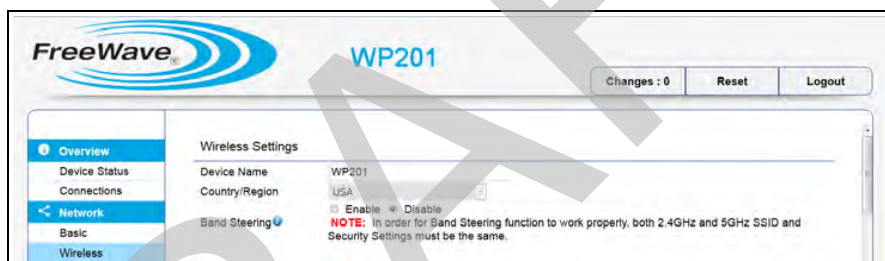 FreeWave®
WP201
Changes : 0 Reset Logout
Overview
Device Status
Connections
Network
Basic
Wireless
Wireless Settings
Device Name WP201
Country/Region USA
Band Steering Enable Disable
NOTE: In order for Band Steering function to work properly, both 2.4GHz and 5GHz SSID and
Security Settings must be the same.